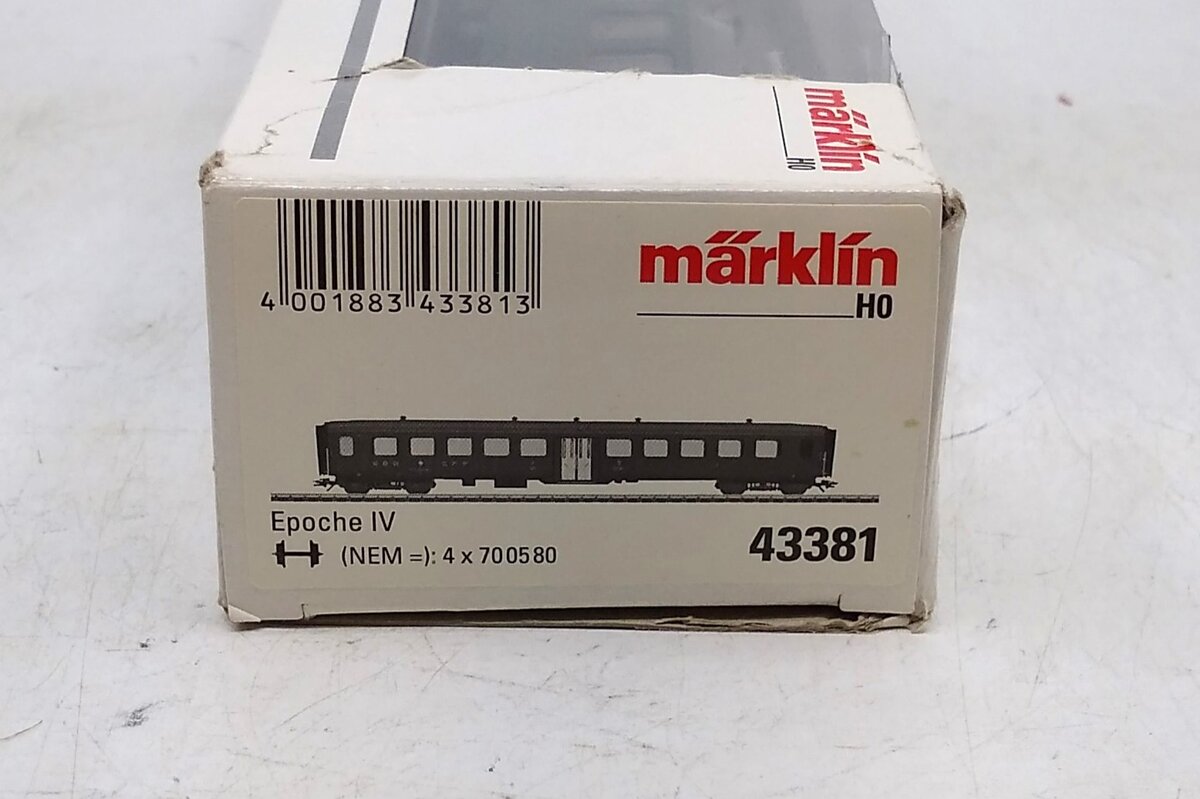 märklin
H0
4 001883 433813
märklin
H0
Epoche IV
(NEM =): 4 x 700580
43381